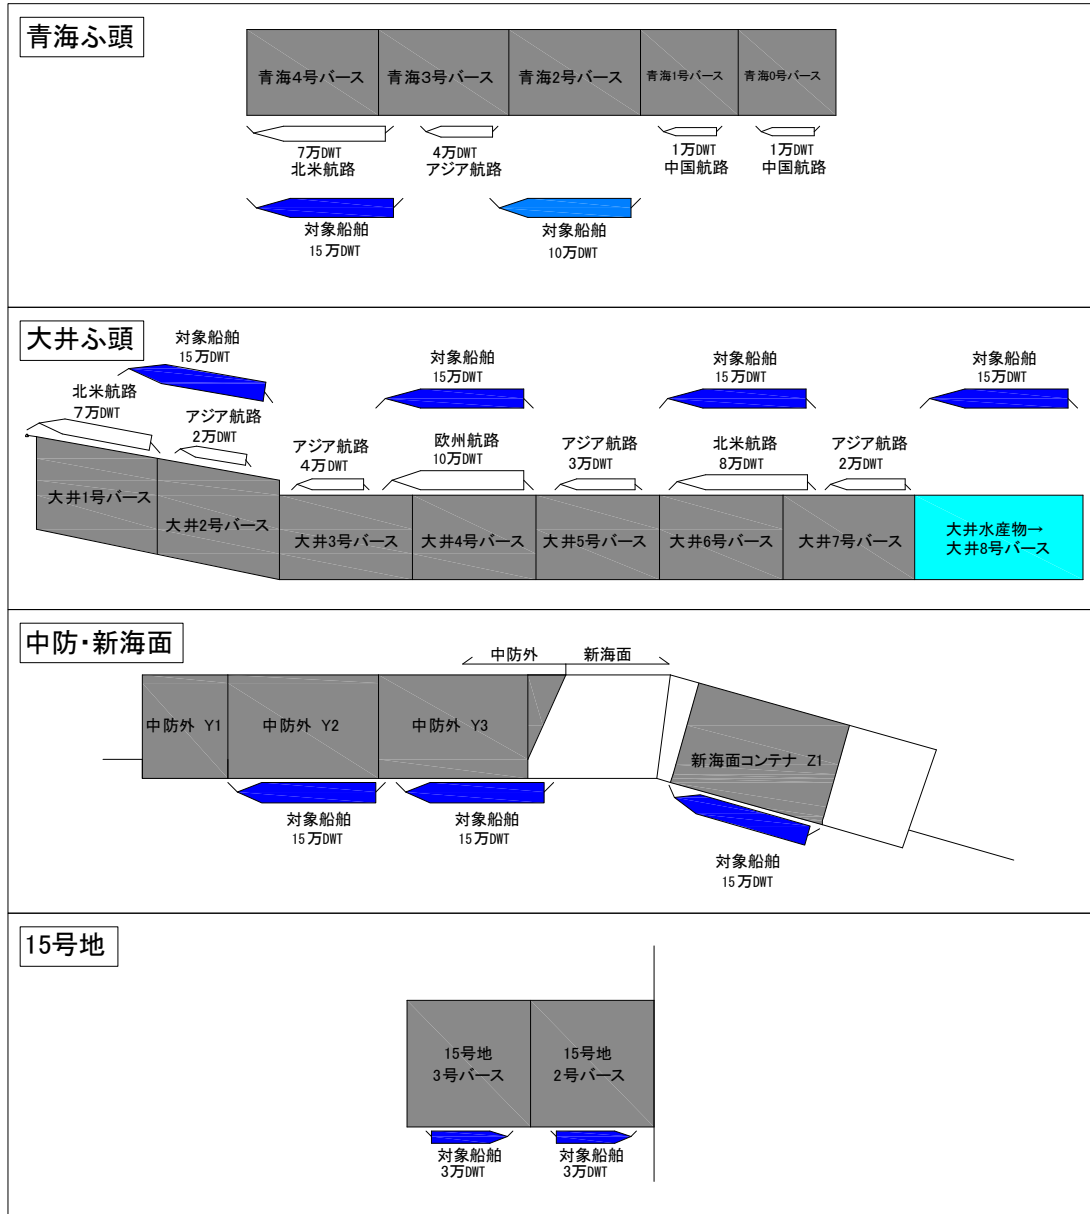 青海ふ頭
青海4号バース
青海3号バース
青海2号バース
青海1号バース
青海0号バース
7万DWT
北米航路
4万DWT
アジア航路
1万DWT
中国航路
1万DWT
中国航路
対象船舶
15万DWT
対象船舶
10万DWT
大井ふ頭
対象船舶
15万DWT
対象船舶
15万DWT
対象船舶
15万DWT
対象船舶
15万DWT
北米航路
7万DWT
アジア航路
2万DWT
アジア航路
4万DWT
欧州航路
10万DWT
アジア航路
3万DWT
北米航路
8万DWT
アジア航路
2万DWT
大井1号バース
大井2号バース
大井3号バース
大井4号バース
大井5号バース
大井6号バース
大井7号バース
大井水産物→
大井8号バース
中防・新海面
中防外
新海面
中防外 Y1
中防外 Y2
中防外 Y3
新海面コンテナ Z1
対象船舶
15万DWT
対象船舶
15万DWT
対象船舶
15万DWT
15号地
15号地
3号バース
15号地
2号バース
対象船舶
3万DWT
対象船舶
3万DWT